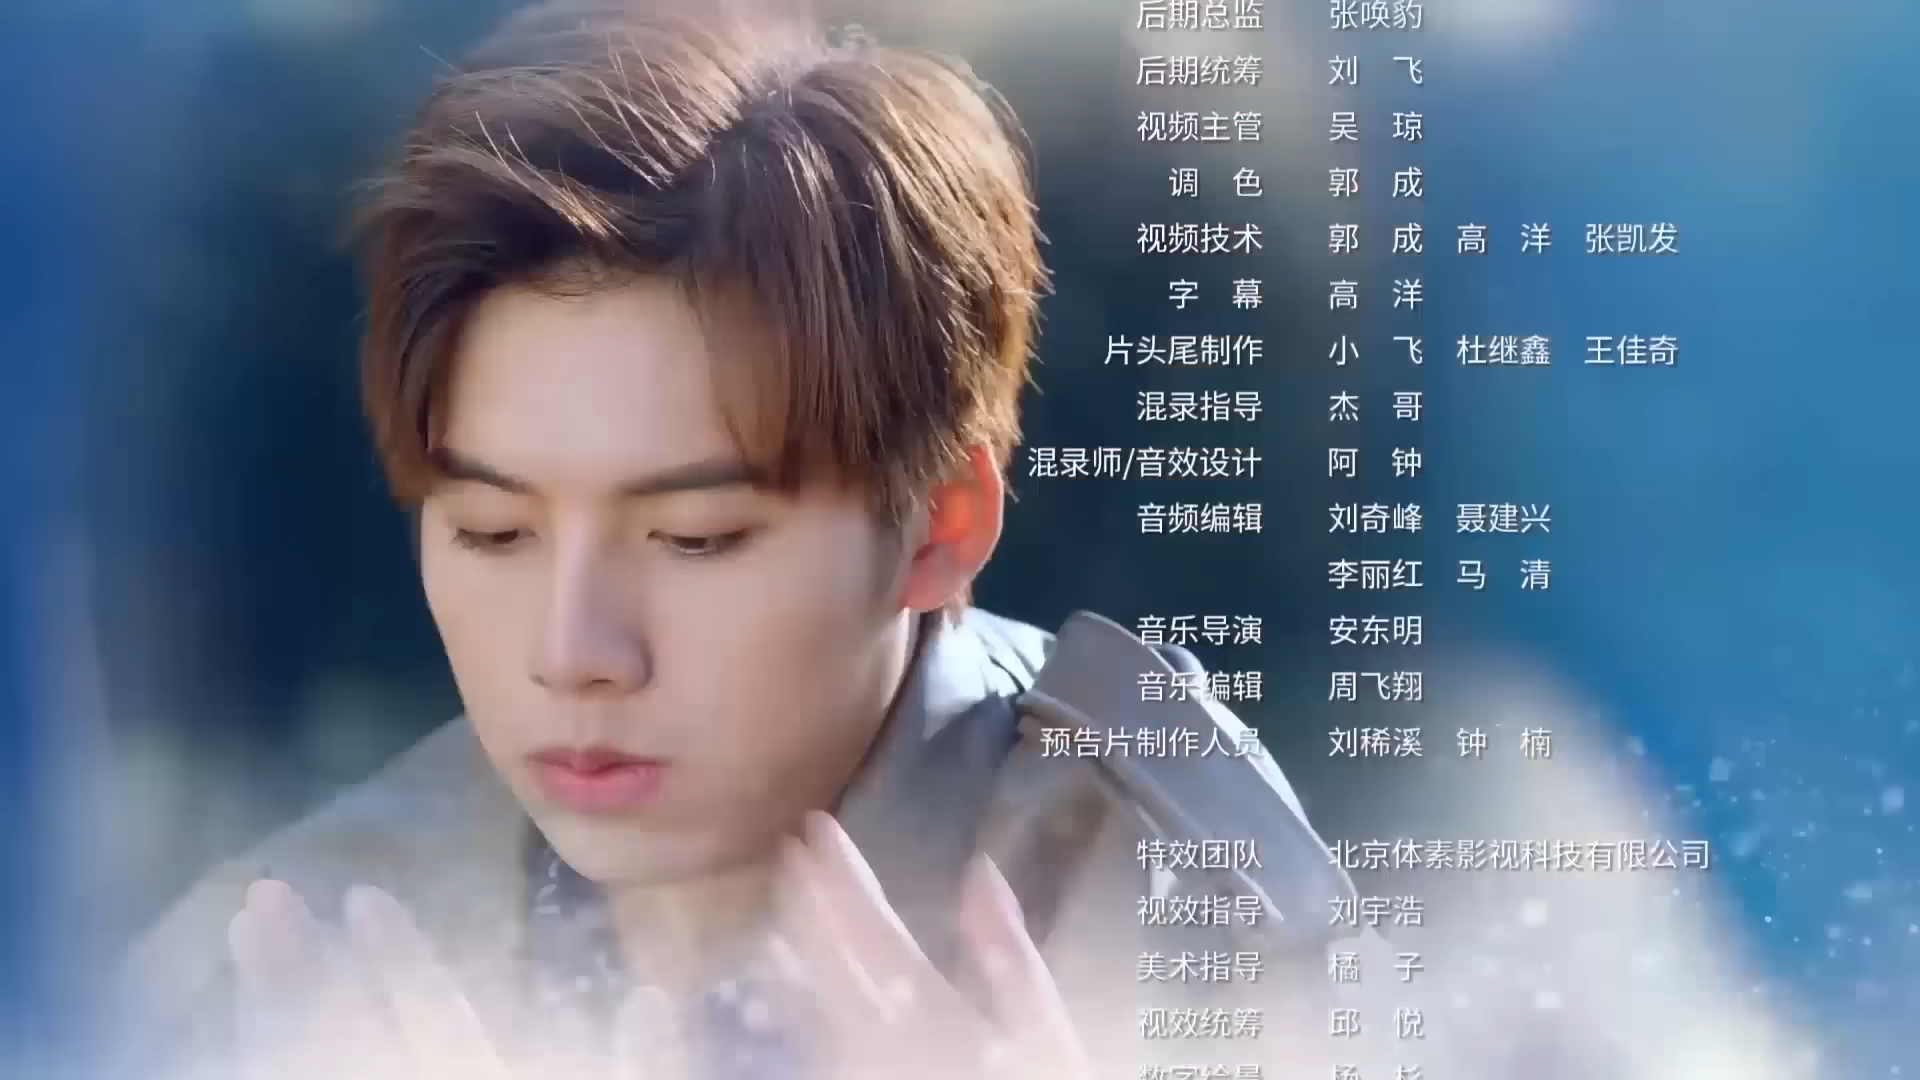 后期总监 张唤豹
后期统筹 刘 飞
视频主管 吴 琼
调 色 郭 成
视频技术 郭 成 高 洋 张凯发
字 幕 高 洋
片头尾制作 小 飞 杜继鑫 王佳奇
混录指导 杰 哥
混录师/音效设计 阿 钟
音频编辑 刘奇峰 聂建兴
李丽红 马 清
音乐导演 安东明
音乐编辑 周飞翔
预告片制作人员 刘稀溪 钟 楠
特效团队 北京体素影视科技有限公司
视效指导 刘宇浩
美术指导 橘 子
视效统筹 邱 悦